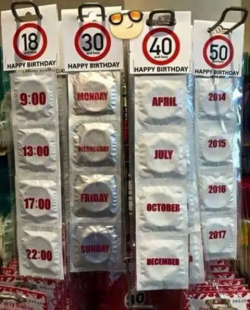 18
HAPPY BIRTHDAY
9:00
13:00
17:00
22:00
30
HAPPY BIRTHDAY
MONDAY
WEDNESDAY
FRIDAY
SUNDAY
40
HAPPY BIRTHDAY
APRIL
JULY
OCTOBER
DECEMBER
50
HAPPY BIRTHDAY
2014
2015
2016
2017